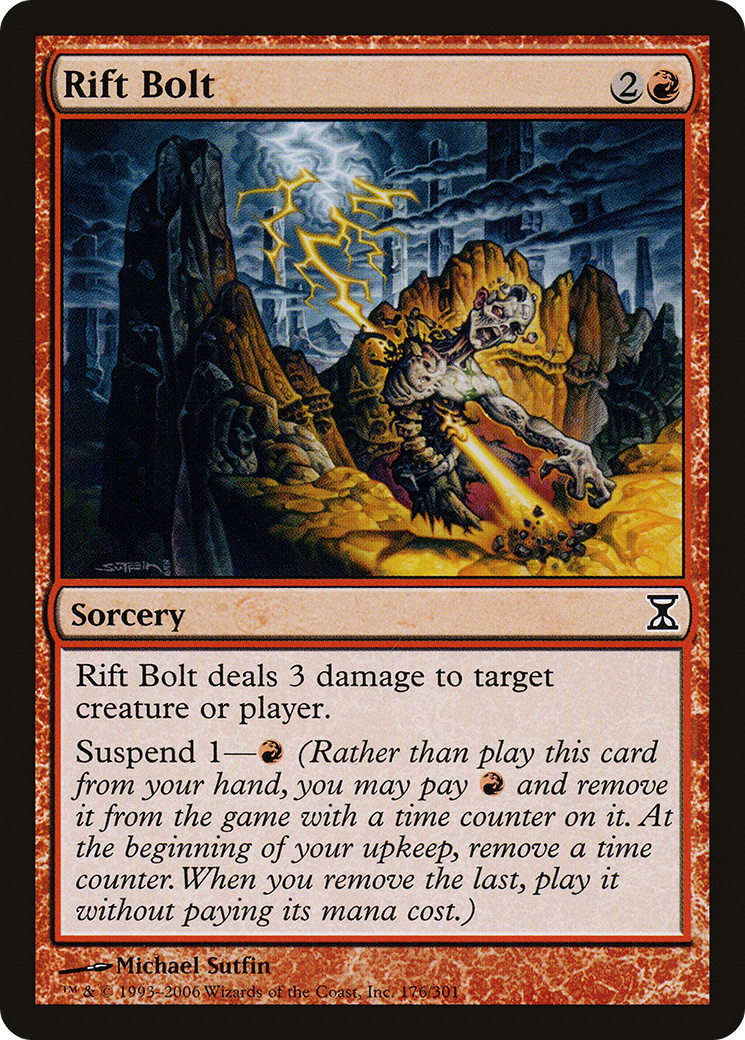 Rift Bolt 2
SUTFIN
Sorcery
Rift Bolt deals 3 damage to target
creature or player.
Suspend 1— (Rather than play this card
from your hand, you may pay and remove
it from the game with a time counter on it. At
the beginning of your upkeep, remove a time
counter. When you remove the last, play it
without paying its mana cost.)
Michael Sutfin
™ & © 1993–2006 Wizards of the Coast, Inc. 176/301